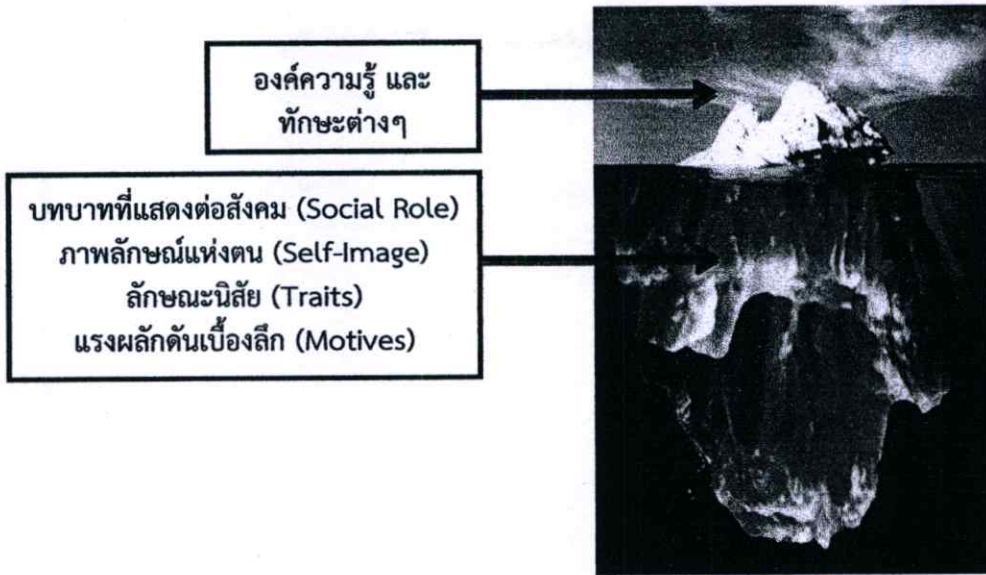 องค์ความรู้ และ
ทักษะต่างๆ
บทบาทที่แสดงต่อสังคม (Social Role)
ภาพลักษณ์แห่งตน (Self-Image)
ลักษณะนิสัย (Traits)
แรงผลักดันเบื้องลึก (Motives)